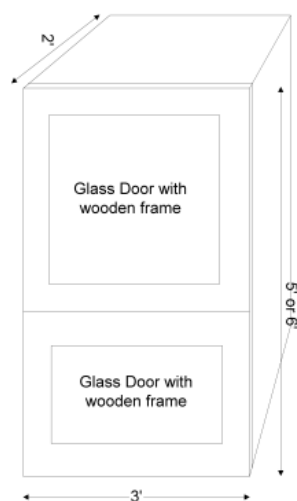 2'
Glass Door with
wooden frame
5' or 6'
Glass Door with
wooden frame
3'